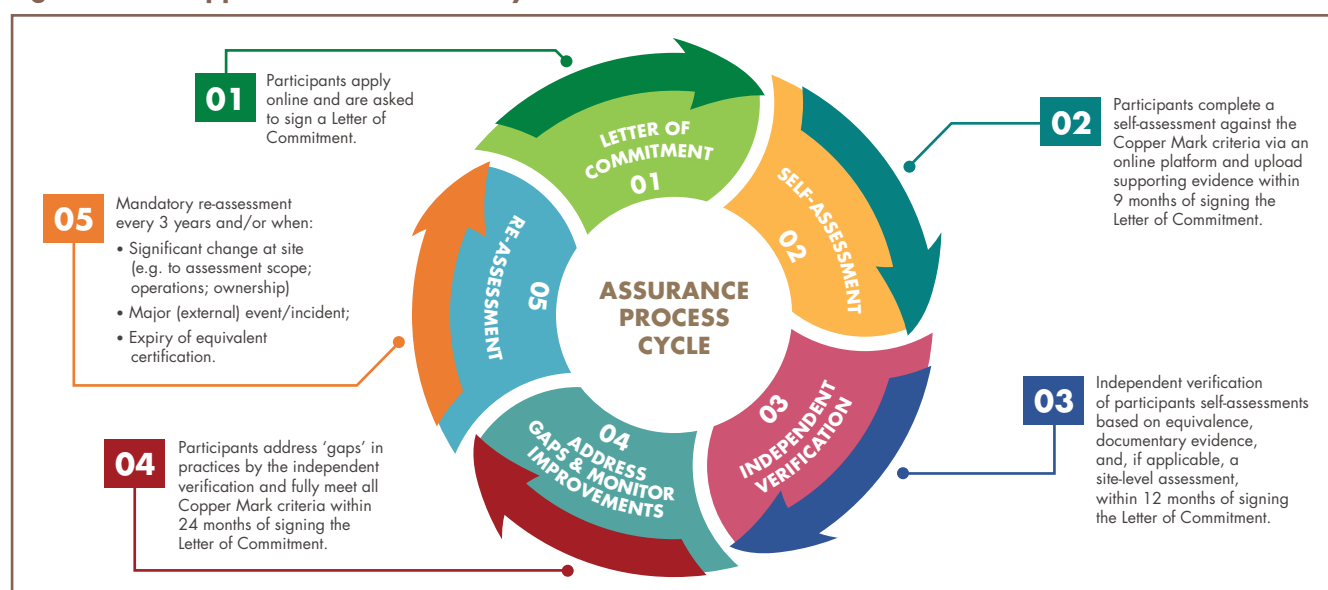 01
Participants apply
online and are asked
to sign a Letter of
Commitment.
LETTER OF
COMMITMENT
01
02
Participants complete a
self-assessment against the
Copper Mark criteria via an
online platform and upload
supporting evidence within
9 months of signing the
Letter of Commitment.
SELF-ASSESSMENT
02
03
Independent verification
of participants self-assessments
based on equivalence,
documentary evidence,
and, if applicable, a
site-level assessment,
within 12 months of signing
the Letter of Commitment.
03
INDEPENDENT
VERIFICATION
04
Participants address ‘gaps’ in
practices by the independent
verification and fully meet all
Copper Mark criteria within
24 months of signing the
Letter of Commitment.
04
ADDRESS
GAPS & MONITOR
IMPROVEMENTS
05
Mandatory re-assessment
every 3 years and/or when:
• Significant change at site
(e.g. to assessment scope;
operations; ownership)
• Major (external) event/incident;
• Expiry of equivalent
certification.
RE-ASSESSMENT
05
ASSURANCE
PROCESS
CYCLE